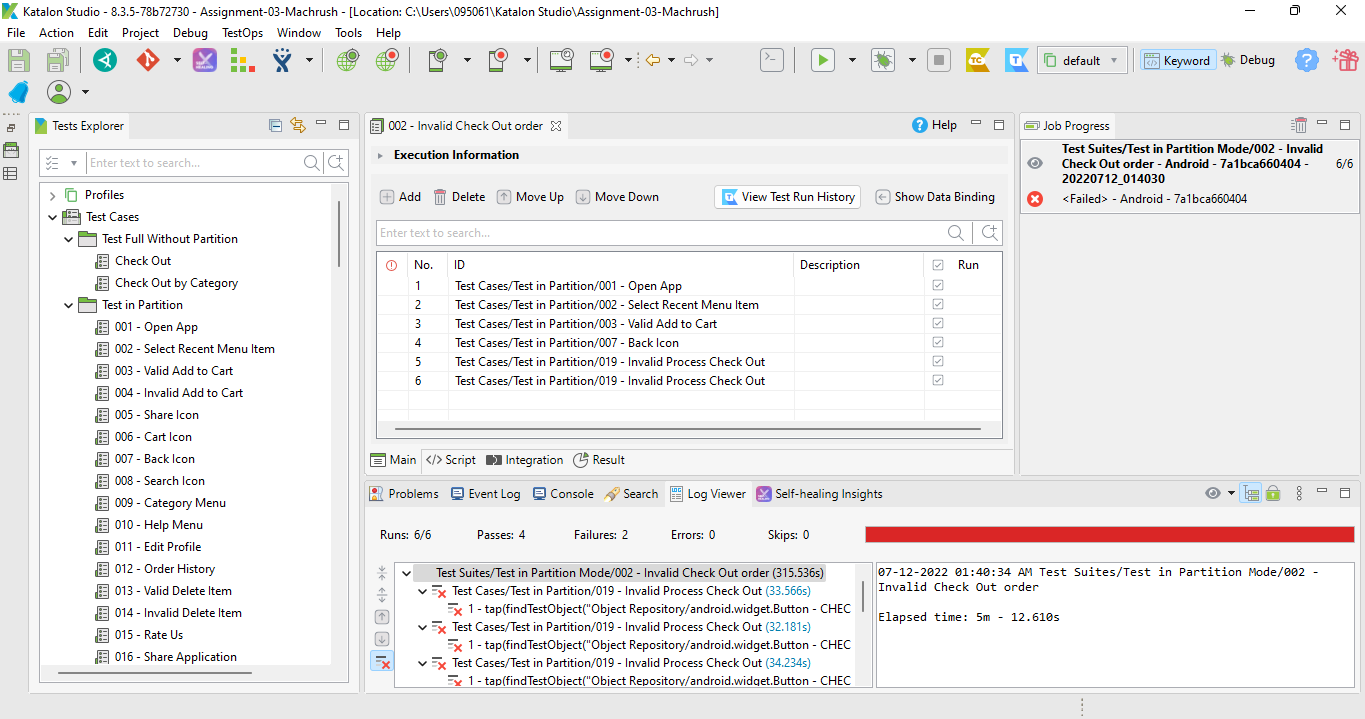 Katalon Studio - 8.3.5-78b72730 - Assignment-03-Machrush - [Location: C:\Users\095061\Katalon Studio\Assignment-03-Machrush]
File Action Edit Project Debug TestOps Window Tools Help
TC T default Keyword Debug
Tests Explorer
Enter text to search...
Profiles
Test Cases
Test Full Without Partition
Check Out
Check Out by Category
Test in Partition
001 - Open App
002 - Select Recent Menu Item
003 - Valid Add to Cart
004 - Invalid Add to Cart
005 - Share Icon
006 - Cart Icon
007 - Back Icon
008 - Search Icon
009 - Category Menu
010 - Help Menu
011 - Edit Profile
012 - Order History
013 - Valid Delete Item
014 - Invalid Delete Item
015 - Rate Us
016 - Share Application
002 - Invalid Check Out order
Help
Execution Information
Add Delete Move Up Move Down View Test Run History Show Data Binding
Enter text to search...
No. ID Description Run
1 Test Cases/Test in Partition/001 - Open App
2 Test Cases/Test in Partition/002 - Select Recent Menu Item
3 Test Cases/Test in Partition/003 - Valid Add to Cart
4 Test Cases/Test in Partition/007 - Back Icon
5 Test Cases/Test in Partition/019 - Invalid Process Check Out
6 Test Cases/Test in Partition/019 - Invalid Process Check Out
Main </> Script Integration Result
Job Progress
Test Suites/Test in Partition Mode/002 - Invalid
Check Out order - Android - 7a1bca660404 - 6/6
20220712_014030
<Failed> - Android - 7a1bca660404
Problems Event Log Console Search Log Viewer Self-healing Insights
Runs: 6/6 Passes: 4 Failures: 2 Errors: 0 Skips: 0
Test Suites/Test in Partition Mode/002 - Invalid Check Out order (315.536s)
Test Cases/Test in Partition/019 - Invalid Process Check Out (33.566s)
1 - tap(findTestObject("Object Repository/android.widget.Button - CHEC
Test Cases/Test in Partition/019 - Invalid Process Check Out (32.181s)
1 - tap(findTestObject("Object Repository/android.widget.Button - CHEC
Test Cases/Test in Partition/019 - Invalid Process Check Out (34.234s)
1 - tap(findTestObject("Object Repository/android.widget.Button - CHEC
07-12-2022 01:40:34 AM Test Suites/Test in Partition Mode/002 -
Invalid Check Out order
Elapsed time: 5m - 12.610s